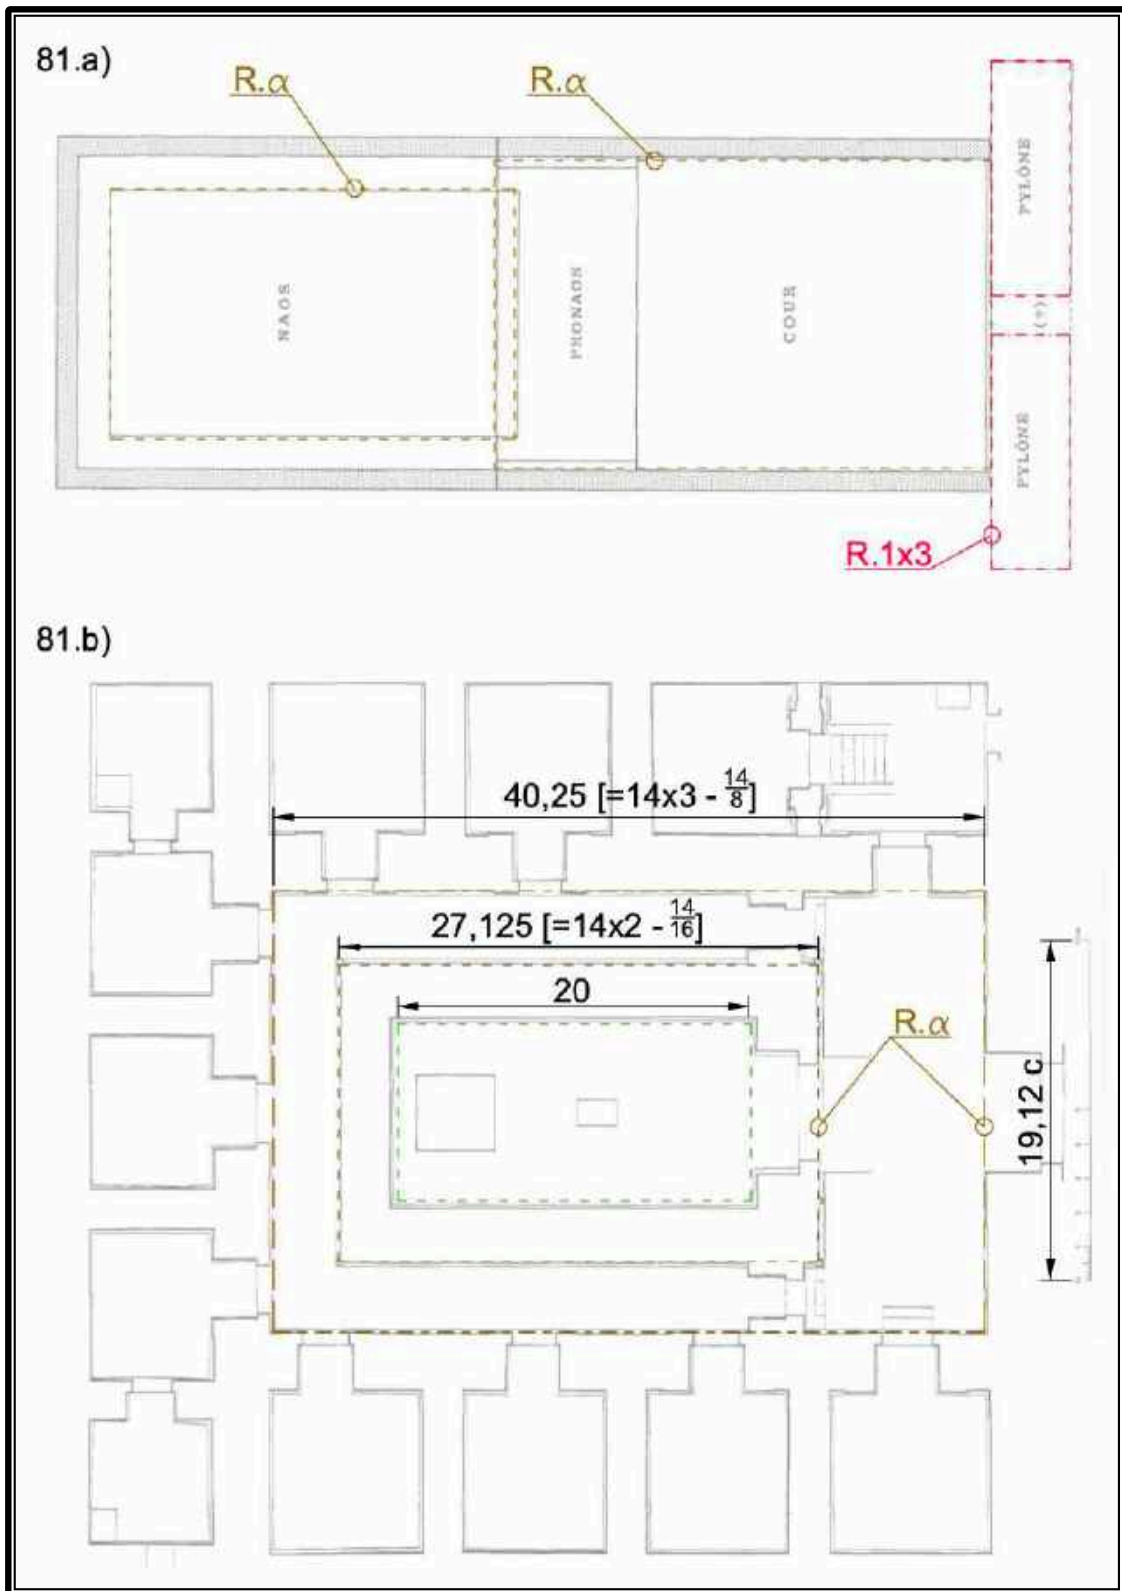 81.a)
R.α
R.α
NAOS
PRONAOS
COUR
PYLÔNE
(?)
PYLÔNE
R.1x3
81.b)
40,25 [=14x3 - 14/8]
27,125 [=14x2 - 14/16]
20
R.α
19,12 c